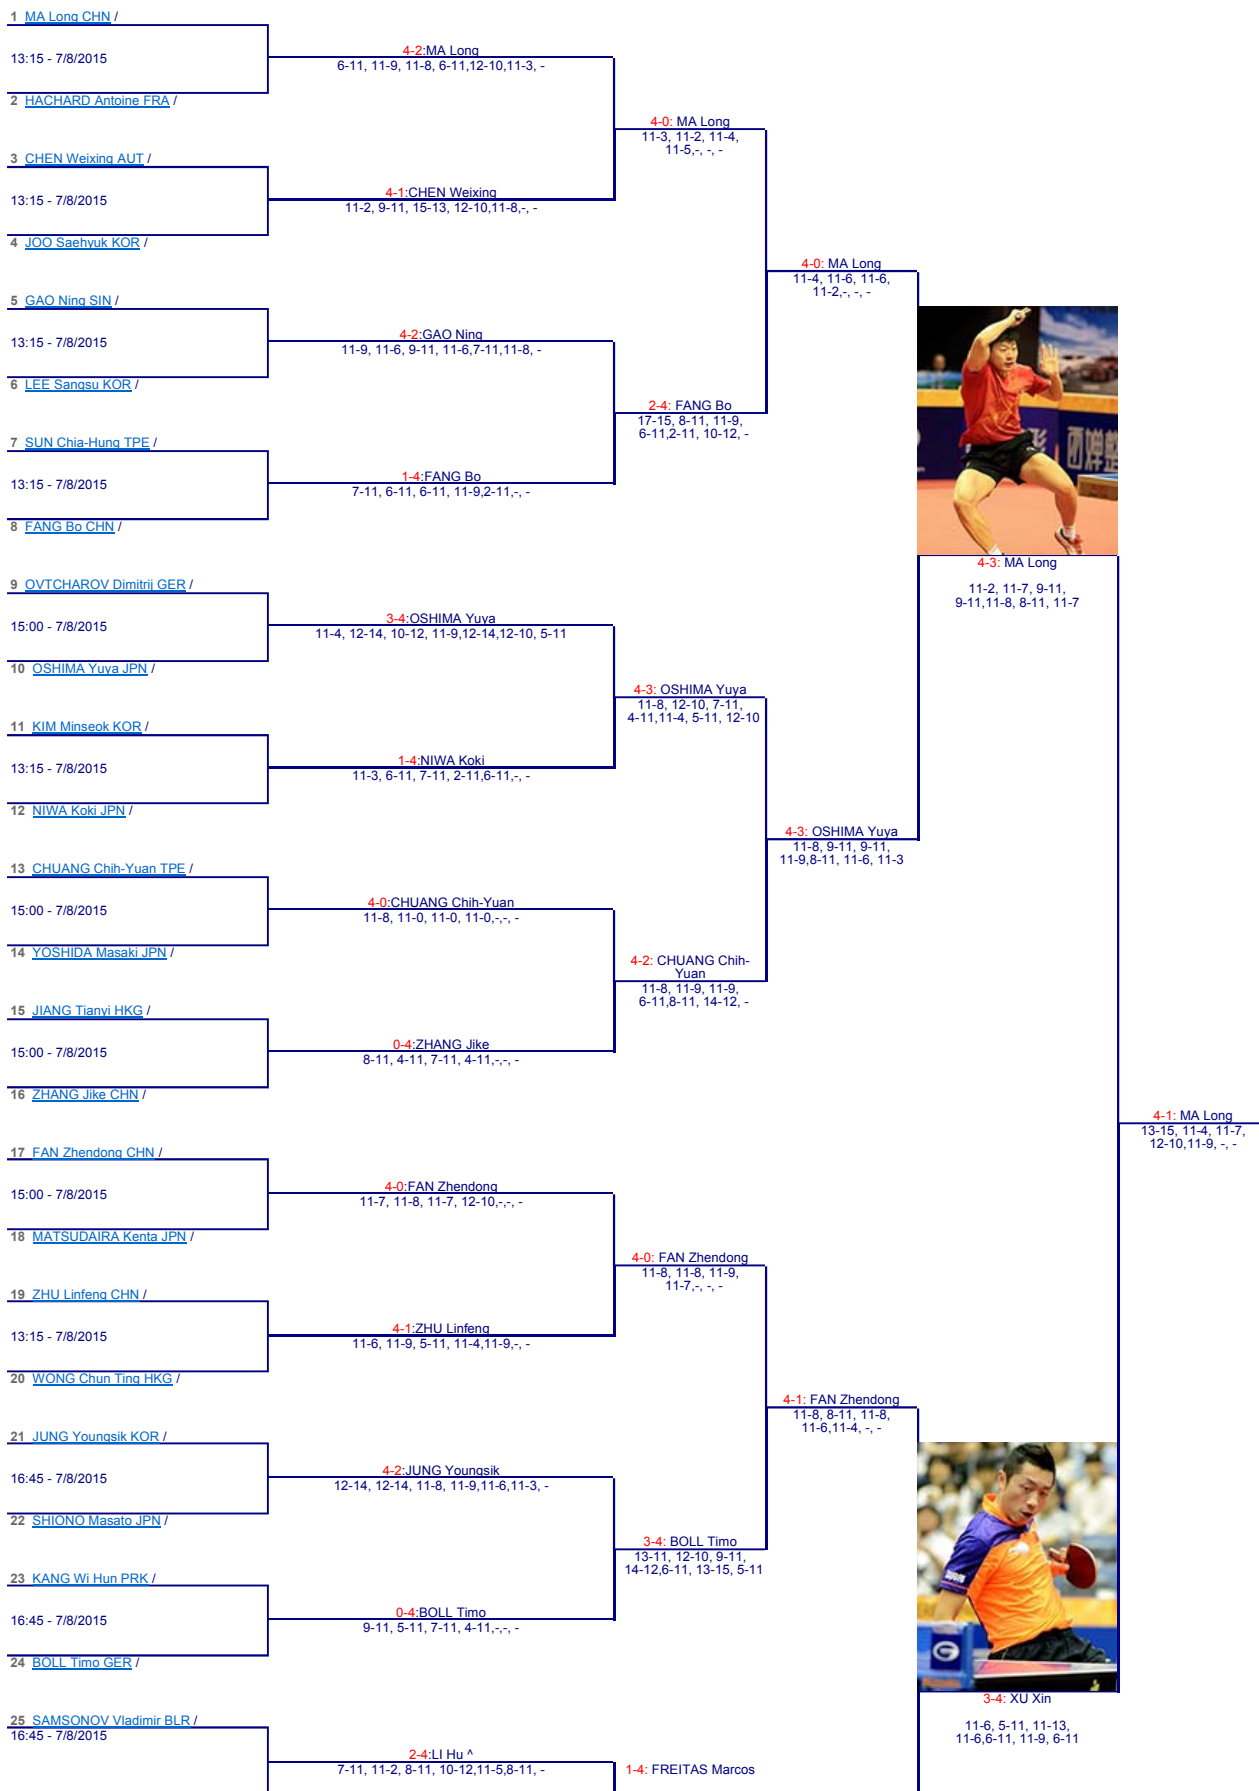 1 MA Long CHN /
13:15 - 7/8/2015
2 HACHARD Antoine FRA /
4-2:MA Long
6-11, 11-9, 11-8, 6-11,12-10,11-3, -
3 CHEN Weixing AUT /
13:15 - 7/8/2015
4 JOO Saehyuk KOR /
4-1:CHEN Weixing
11-2, 9-11, 15-13, 12-10,11-8,-, -
4-0: MA Long
11-3, 11-2, 11-4,
11-5,-, -, -
5 GAO Ning SIN /
13:15 - 7/8/2015
6 LEE Sangsu KOR /
4-2:GAO Ning
11-9, 11-6, 9-11, 11-6,7-11,11-8, -
7 SUN Chia-Hung TPE /
13:15 - 7/8/2015
8 FANG Bo CHN /
1-4:FANG Bo
7-11, 6-11, 6-11, 11-9,2-11,-, -
2-4: FANG Bo
17-15, 8-11, 11-9,
6-11,2-11, 10-12, -
4-0: MA Long
11-4, 11-6, 11-6,
11-2,-, -, -
9 OVTCHAROV Dimitrij GER /
15:00 - 7/8/2015
10 OSHIMA Yuya JPN /
3-4:OSHIMA Yuya
11-4, 12-14, 10-12, 11-9,12-14,12-10, 5-11
11 KIM Minseok KOR /
13:15 - 7/8/2015
12 NIWA Koki JPN /
1-4:NIWA Koki
11-3, 6-11, 7-11, 2-11,6-11,-, -
4-3: OSHIMA Yuya
11-8, 12-10, 7-11,
4-11,11-4, 5-11, 12-10
13 CHUANG Chih-Yuan TPE /
15:00 - 7/8/2015
14 YOSHIDA Masaki JPN /
4-0:CHUANG Chih-Yuan
11-8, 11-0, 11-0, 11-0,-,-, -
15 JIANG Tianyi HKG /
15:00 - 7/8/2015
16 ZHANG Jike CHN /
0-4:ZHANG Jike
8-11, 4-11, 7-11, 4-11,-,-, -
4-2: CHUANG Chih-
Yuan
11-8, 11-9, 11-9,
6-11,8-11, 14-12, -
4-3: OSHIMA Yuya
11-8, 9-11, 9-11,
11-9,8-11, 11-6, 11-3
4-3: MA Long
11-2, 11-7, 9-11,
9-11,11-8, 8-11, 11-7
17 FAN Zhendong CHN /
15:00 - 7/8/2015
18 MATSUDAIRA Kenta JPN /
4-0:FAN Zhendong
11-7, 11-8, 11-7, 12-10,-,-, -
19 ZHU Linfeng CHN /
13:15 - 7/8/2015
20 WONG Chun Ting HKG /
4-1:ZHU Linfeng
11-6, 11-9, 5-11, 11-4,11-9,-, -
4-0: FAN Zhendong
11-8, 11-8, 11-9,
11-7,-, -, -
21 JUNG Youngsik KOR /
16:45 - 7/8/2015
22 SHIONO Masato JPN /
4-2:JUNG Youngsik
12-14, 12-14, 11-8, 11-9,11-6,11-3, -
23 KANG Wi Hun PRK /
16:45 - 7/8/2015
24 BOLL Timo GER /
0-4:BOLL Timo
9-11, 5-11, 7-11, 4-11,-,-, -
3-4: BOLL Timo
13-11, 12-10, 9-11,
14-12,6-11, 13-15, 5-11
4-1: FAN Zhendong
11-8, 8-11, 11-8,
11-6,11-4, -, -
25 SAMSONOV Vladimir BLR /
16:45 - 7/8/2015
2-4:LI Hu ^
7-11, 11-2, 8-11, 10-12,11-5,8-11, -
1-4: FREITAS Marcos
3-4: XU Xin
11-6, 5-11, 11-13,
11-6,6-11, 11-9, 6-11
4-1: MA Long
13-15, 11-4, 11-7,
12-10,11-9, -, -